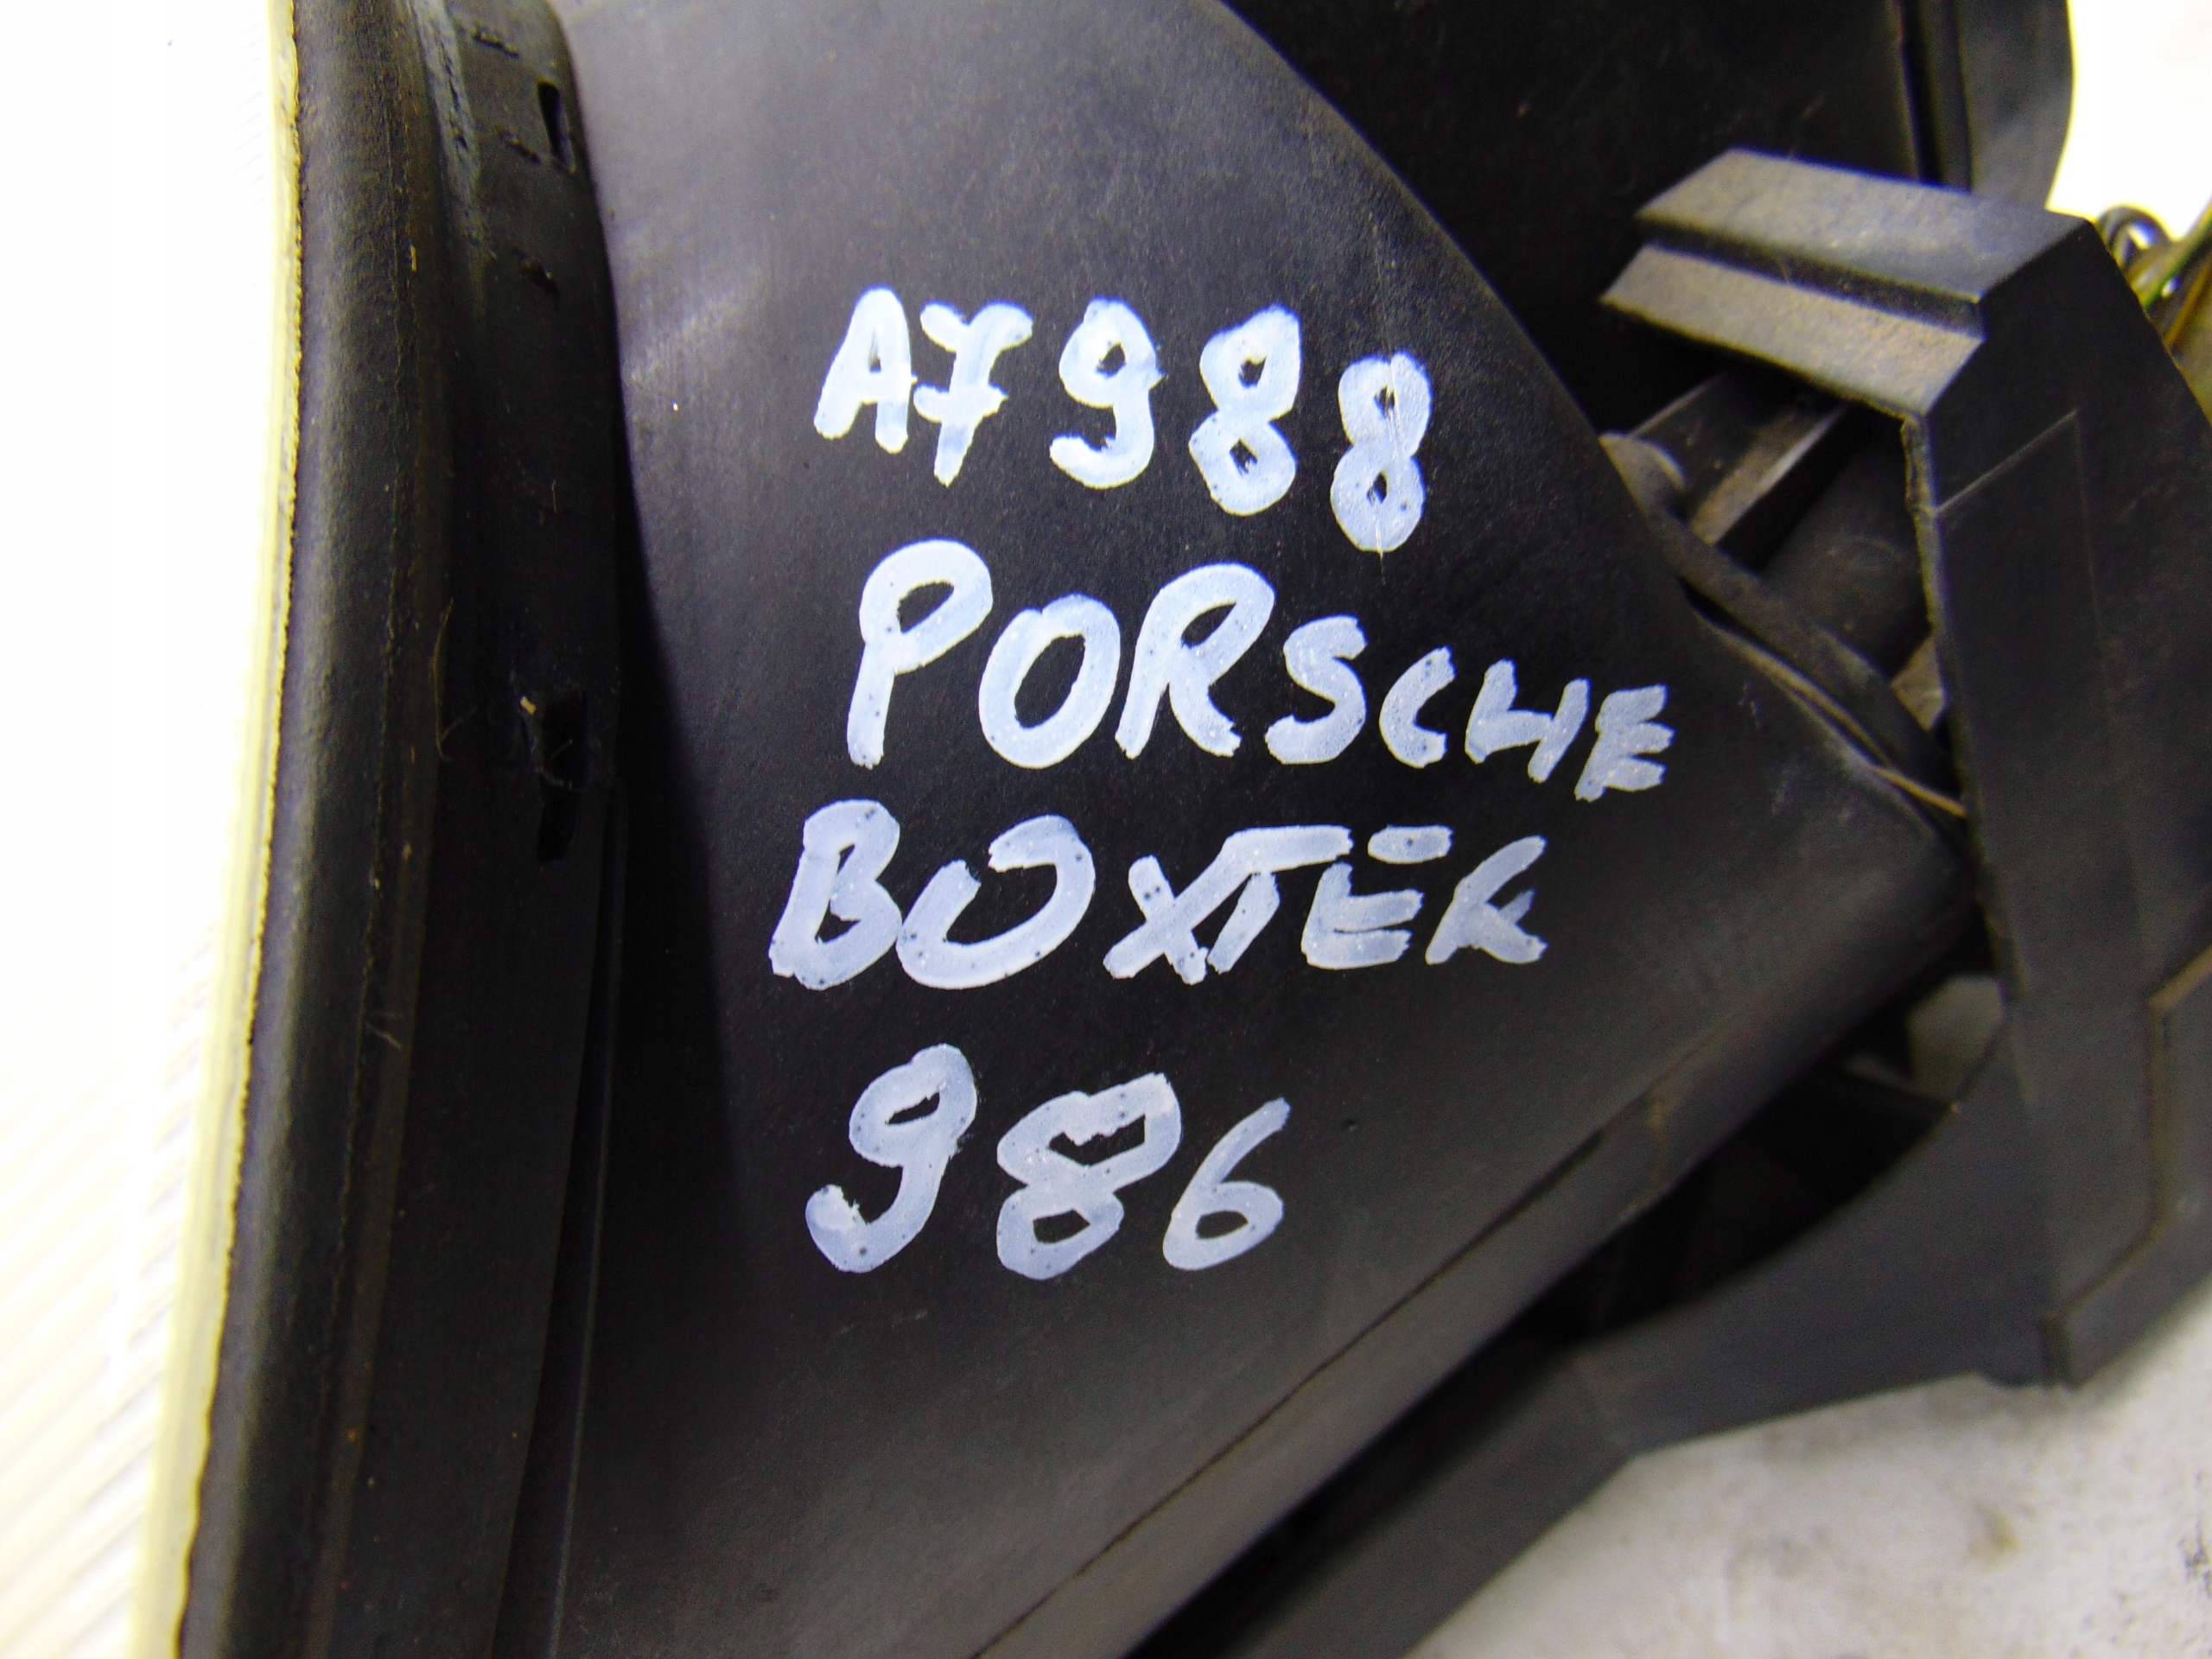 A7988
PORSCHE
BOXTER
986